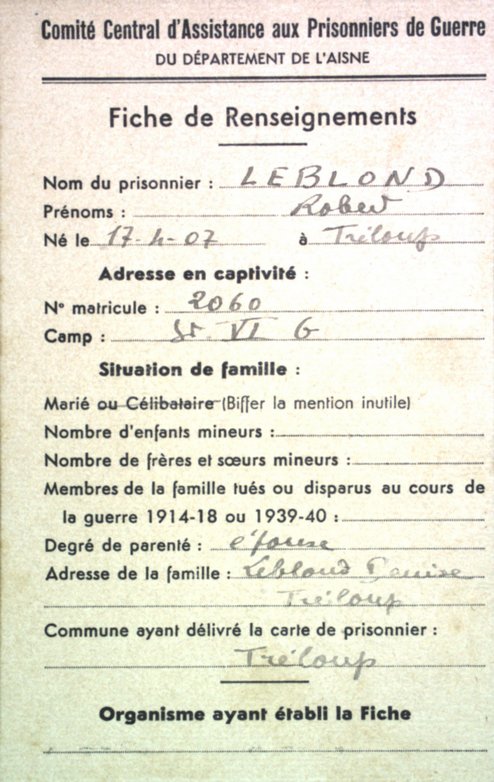 Comité Central d'Assistance aux Prisonniers de Guerre
DU DÉPARTEMENT DE L'AISNE
Fiche de Renseignements
Nom du prisonnier : LEBLOND
Prénoms : Robert
Né le 17-4-07 à Tréloup
Adresse en captivité :
N° matricule : 2060
Camp : St. VI G
Situation de famille :
Marié ou Célibataire (Biffer la mention inutile)
Nombre d'enfants mineurs :
Nombre de frères et sœurs mineurs :
Membres de la famille tués ou disparus au cours de
la guerre 1914-18 ou 1939-40 :
Degré de parenté : épouse
Adresse de la famille : Leblond Denise
Tréloup
Commune ayant délivré la carte de prisonnier :
Tréloup
Organisme ayant établi la Fiche